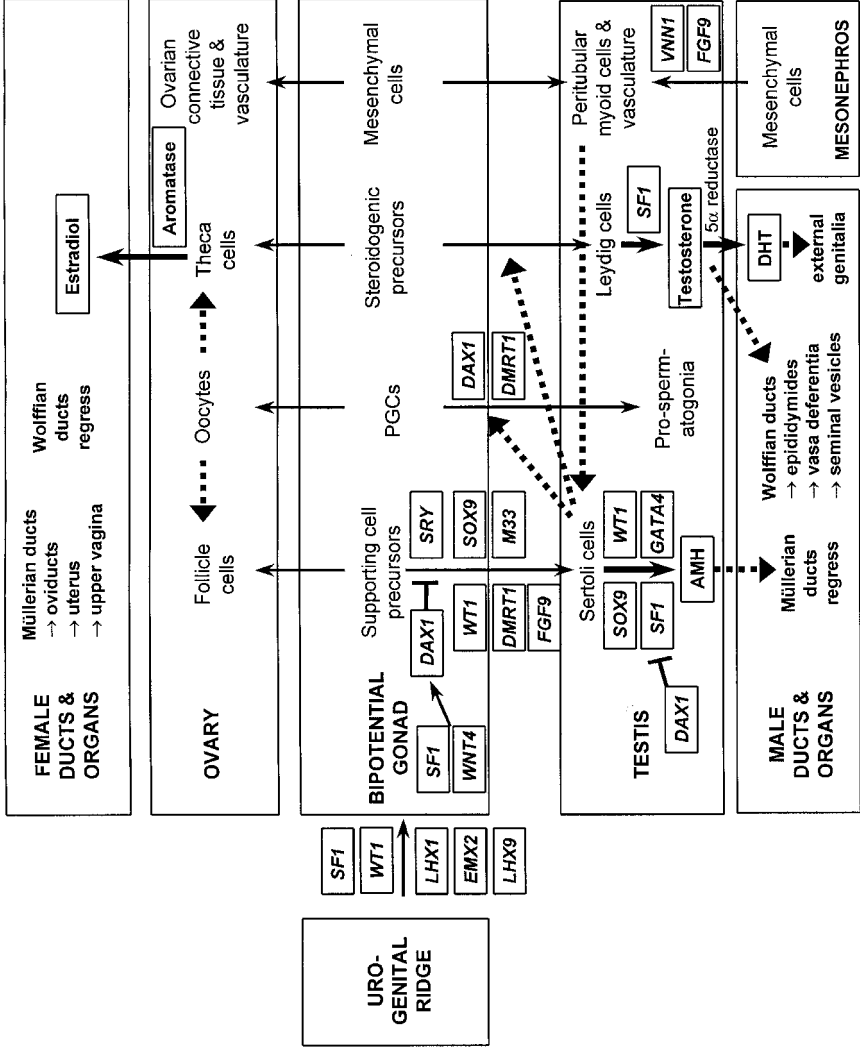 URO-
GENITAL
RIDGE
SF1
WT1
LHX1
EMX2
LHX9
FEMALE
DUCTS &
ORGANS
Müllerian ducts
→ oviducts
→ uterus
→ upper vagina
Wolffian
ducts
regress
Estradiol
OVARY
Follicle
cells
Oocytes
Theca
cells
Aromatase
Ovarian
connective
tissue &
vasculature
BIPOTENTIAL
GONAD
SF1
WNT4
DAX1
Supporting cell
precursors
SRY
SOX9
M33
WT1
DMRT1
FGF9
PGCs
DAX1
DMRT1
Steroidogenic
precursors
Mesenchymal
cells
TESTIS
DAX1
Sertoli cells
SOX9
SF1
WT1
GATA4
AMH
Pro-sperm-
atogonia
Leydig cells
SF1
Testosterone
5α reductase
Peritubular
myoid cells &
vasculature
VNN1
FGF9
MALE
DUCTS &
ORGANS
Müllerian
ducts
regress
Wolffian ducts
→ epididymides
→ vasa deferentia
→ seminal vesicles
DHT
external
genitalia
Mesenchymal
cells
MESONEPHROS